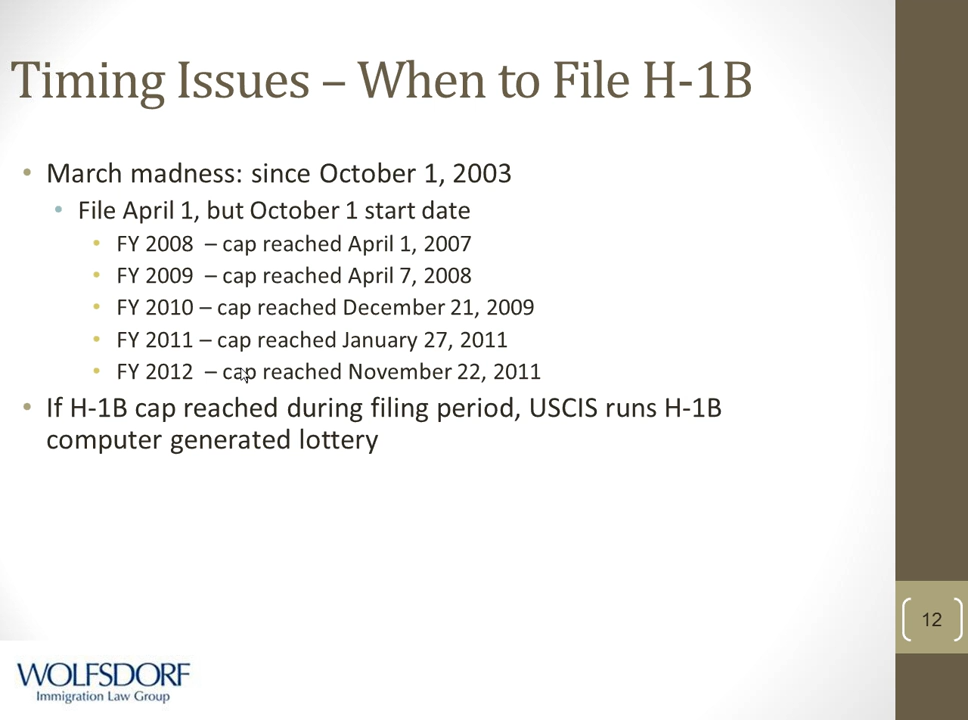 Timing Issues – When to File H-1B
• March madness: since October 1, 2003
• File April 1, but October 1 start date
• FY 2008 – cap reached April 1, 2007
• FY 2009 – cap reached April 7, 2008
• FY 2010 – cap reached December 21, 2009
• FY 2011 – cap reached January 27, 2011
• FY 2012 – cap reached November 22, 2011
• If H-1B cap reached during filing period, USCIS runs H-1B
computer generated lottery
12
WOLFSDORF
Immigration Law Group